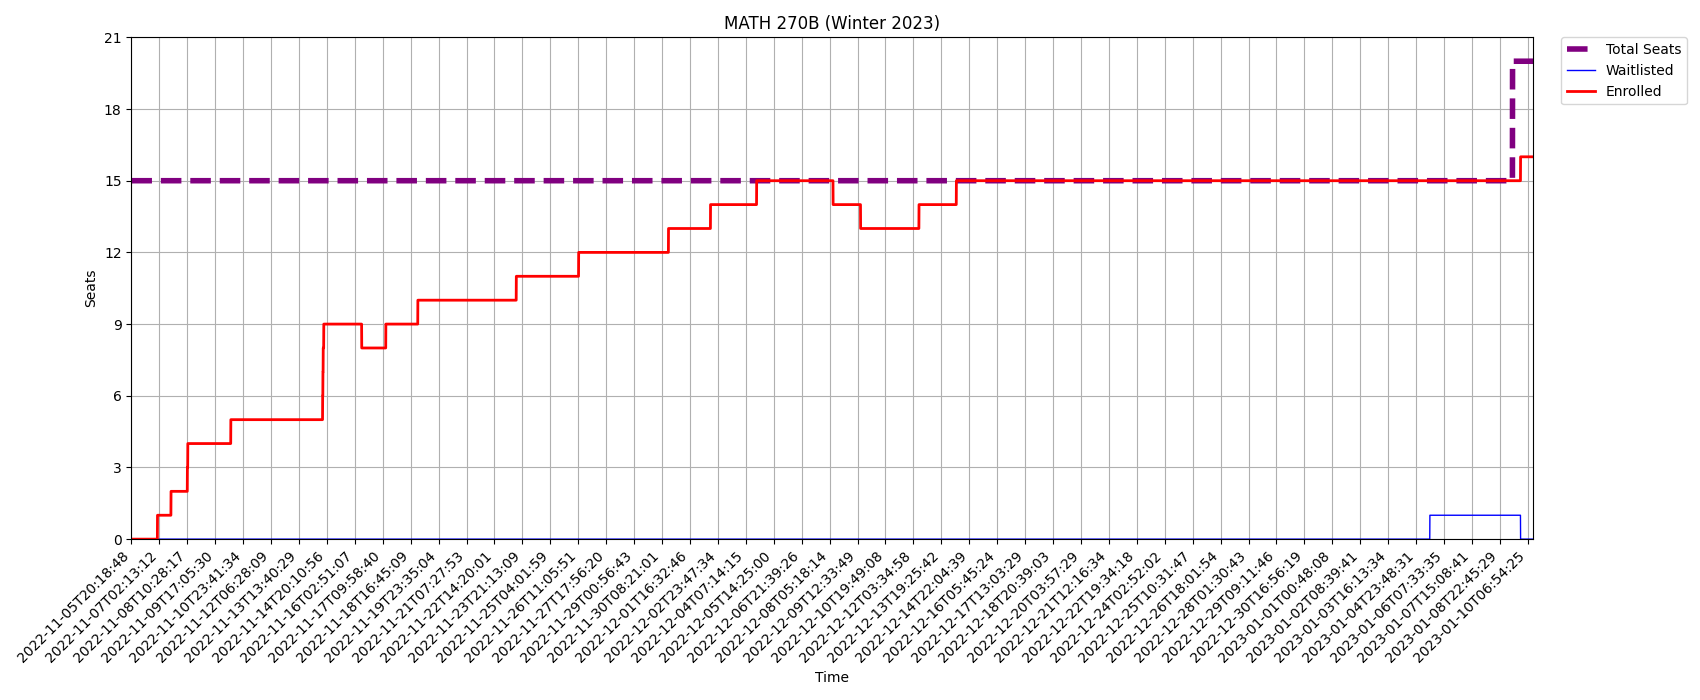 MATH 270B (Winter 2023)
Total Seats
Waitlisted
Enrolled
21
18
15
12
9
6
3
0
Seats
2022-11-05T20:18:48
2022-11-07T02:13:12
2022-11-08T10:28:17
2022-11-09T17:05:30
2022-11-10T23:41:34
2022-11-12T06:28:09
2022-11-13T13:40:29
2022-11-14T20:10:56
2022-11-16T02:51:07
2022-11-17T09:58:40
2022-11-18T16:45:09
2022-11-19T23:35:04
2022-11-21T07:27:53
2022-11-22T14:20:01
2022-11-23T21:13:09
2022-11-25T04:01:59
2022-11-26T11:05:51
2022-11-27T17:56:20
2022-11-29T00:56:43
2022-11-30T08:21:01
2022-12-01T16:32:46
2022-12-02T23:47:34
2022-12-04T07:14:15
2022-12-05T14:25:00
2022-12-06T21:39:26
2022-12-08T05:18:14
2022-12-09T12:33:49
2022-12-10T19:49:08
2022-12-12T03:34:58
2022-12-13T19:25:42
2022-12-14T22:04:39
2022-12-16T05:45:24
2022-12-17T13:03:29
2022-12-18T20:39:03
2022-12-20T03:57:29
2022-12-21T12:16:34
2022-12-22T19:34:18
2022-12-24T02:52:02
2022-12-25T10:31:47
2022-12-26T18:01:54
2022-12-28T01:30:43
2022-12-29T09:11:46
2022-12-30T16:56:19
2023-01-01T00:48:08
2023-01-02T08:39:41
2023-01-03T16:13:34
2023-01-04T23:48:31
2023-01-06T07:33:35
2023-01-07T15:08:41
2023-01-08T22:45:29
2023-01-10T06:54:25
Time